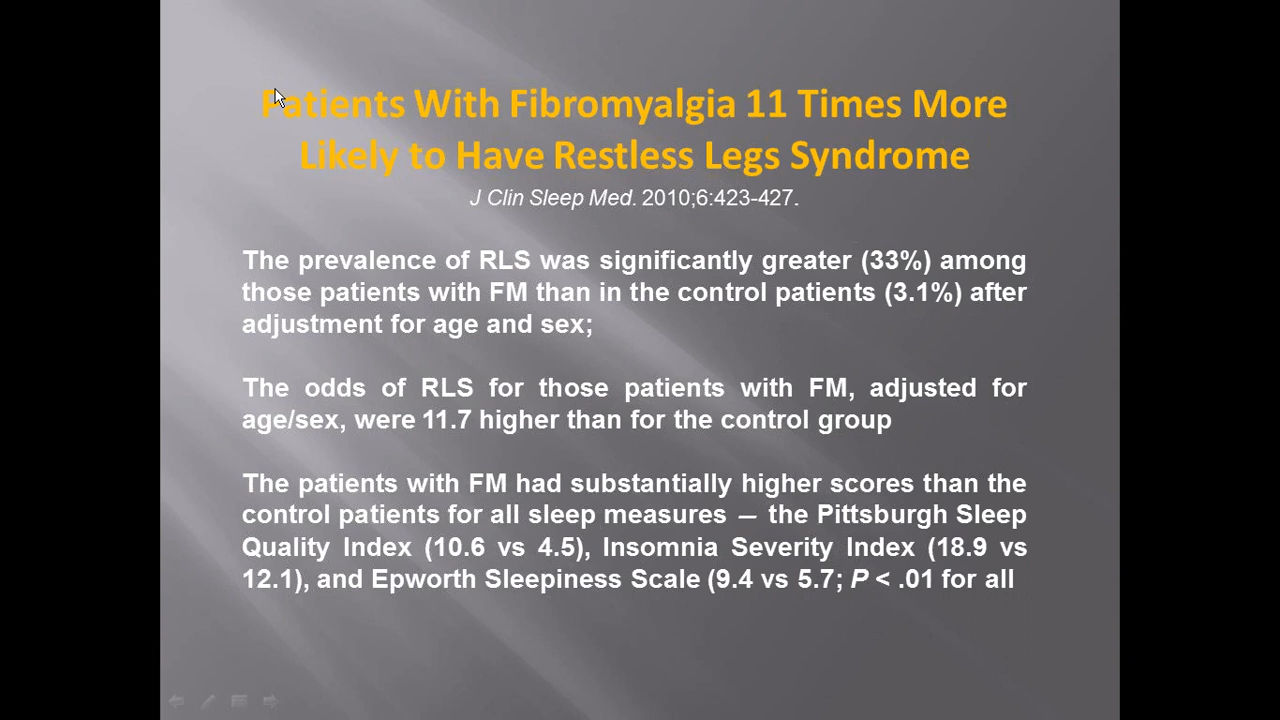 Patients With Fibromyalgia 11 Times More
Likely to Have Restless Legs Syndrome
J Clin Sleep Med. 2010;6:423-427.
The prevalence of RLS was significantly greater (33%) among
those patients with FM than in the control patients (3.1%) after
adjustment for age and sex;
The odds of RLS for those patients with FM, adjusted for
age/sex, were 11.7 higher than for the control group
The patients with FM had substantially higher scores than the
control patients for all sleep measures — the Pittsburgh Sleep
Quality Index (10.6 vs 4.5), Insomnia Severity Index (18.9 vs
12.1), and Epworth Sleepiness Scale (9.4 vs 5.7; P < .01 for all